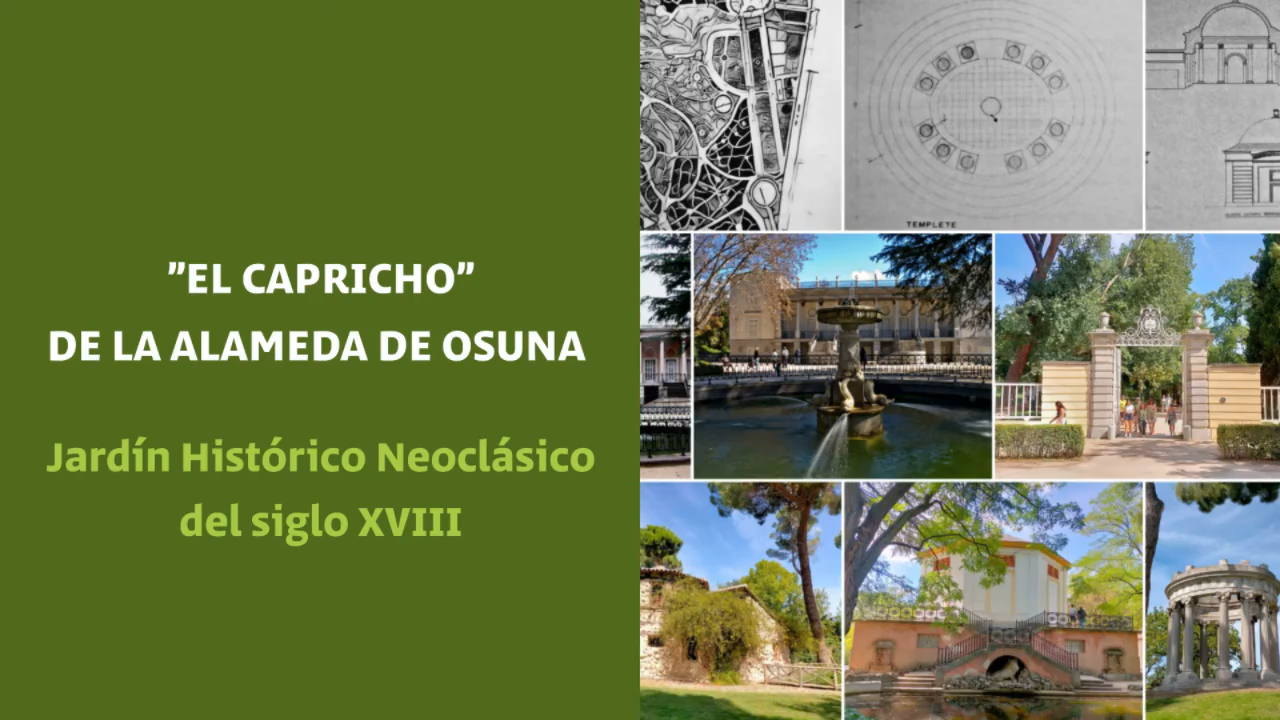 "EL CAPRICHO"
DE LA ALAMEDA DE OSUNA
Jardín Histórico Neoclásico
del siglo XVIII
TEMPLETE